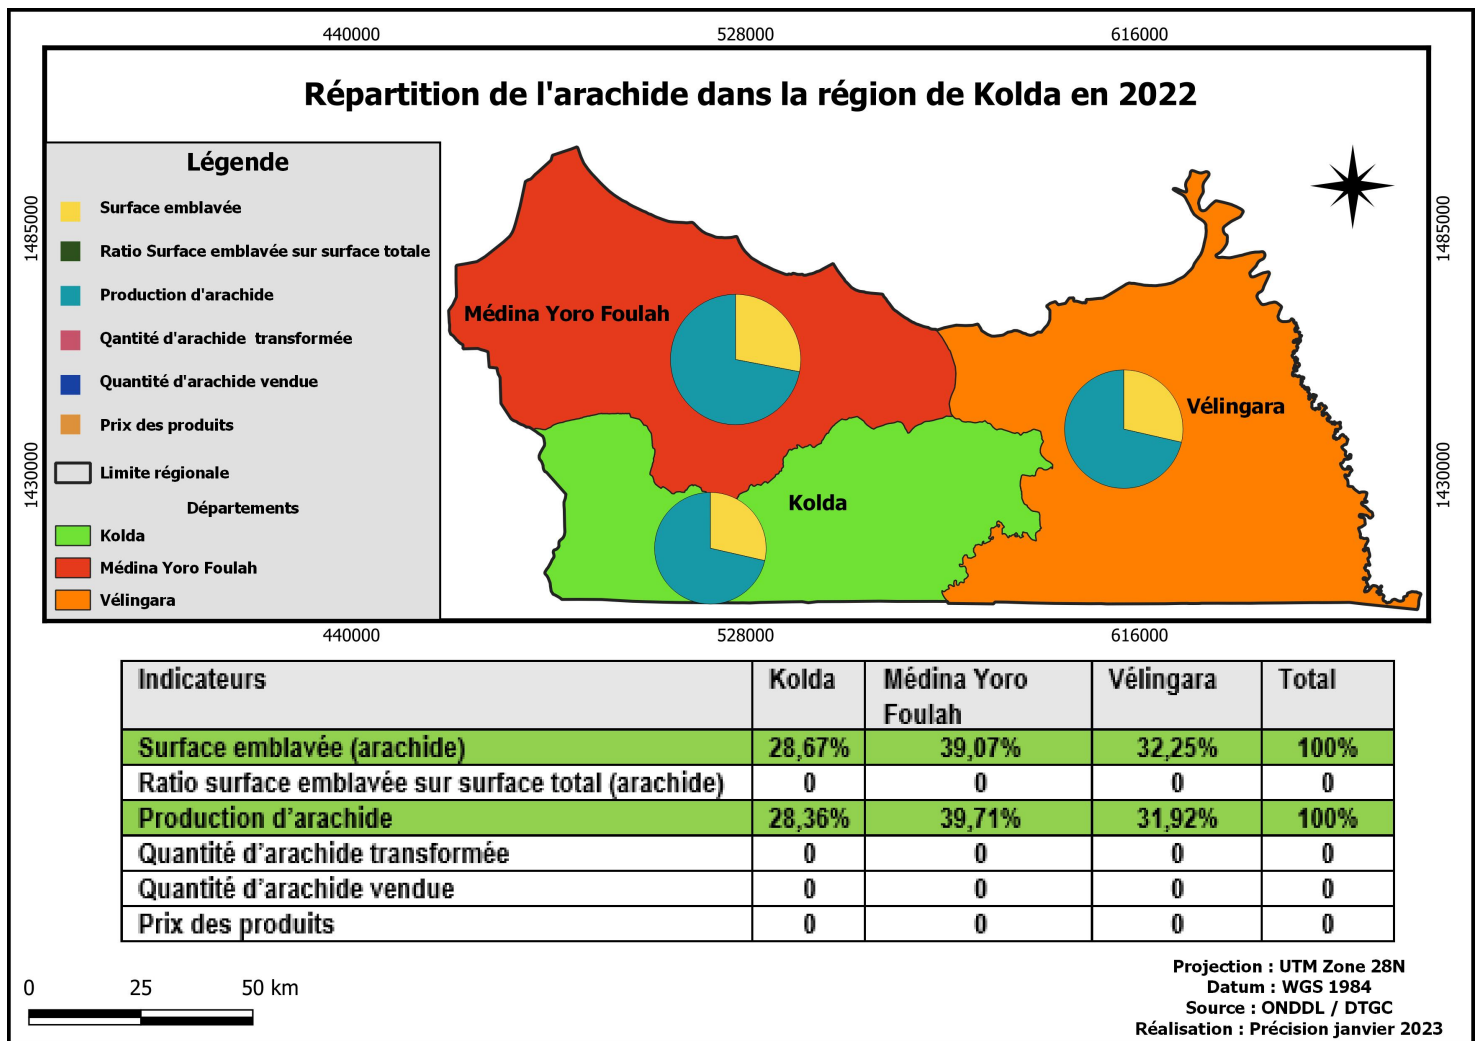 440000 528000 616000
Répartition de l'arachide dans la région de Kolda en 2022
Légende
Surface emblavée
Ratio Surface emblavée sur surface totale
Production d'arachide
Qantité d'arachide transformée
Quantité d'arachide vendue
Prix des produits
Limite régionale
Départements
Kolda
Médina Yoro Foulah
Vélingara
1485000
1430000
Médina Yoro Foulah
Vélingara
Kolda
1485000
1430000
440000 528000 616000
Indicateurs Kolda Médina Yoro Vélingara Total
Foulah
Surface emblavée (arachide) 28,67% 39,07% 32,25% 100%
Ratio surface emblavée sur surface total (arachide) 0 0 0 0
Production d’arachide 28,36% 39,71% 31,92% 100%
Quantité d’arachide transformée 0 0 0 0
Quantité d’arachide vendue 0 0 0 0
Prix des produits 0 0 0 0
0 25 50 km
Projection : UTM Zone 28N
Datum : WGS 1984
Source : ONDDL / DTGC
Réalisation : Précision janvier 2023